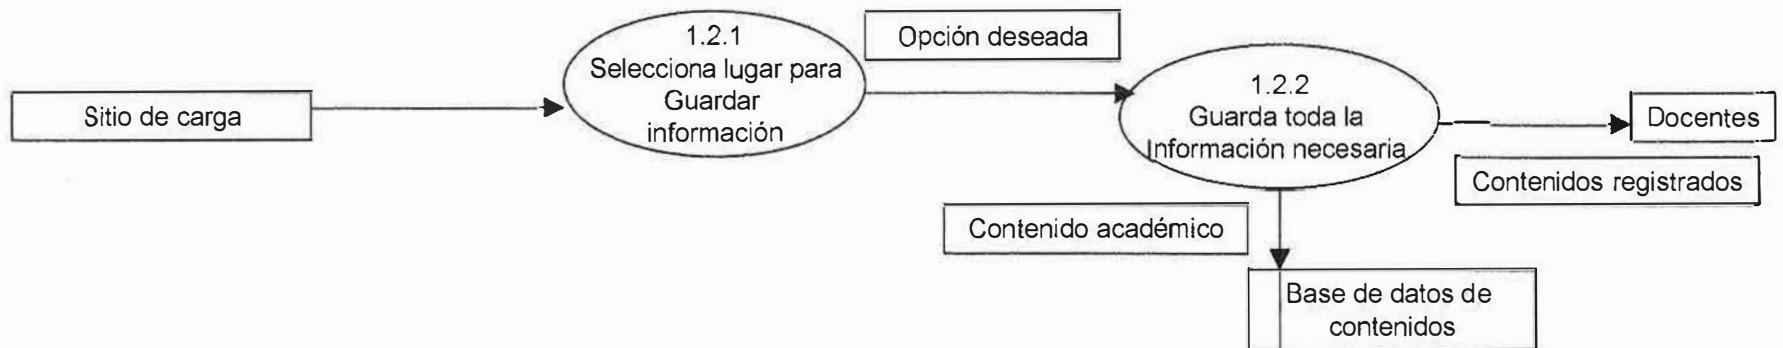 Sitio de carga
1.2.1
Selecciona lugar para
Guardar
información
Opción deseada
1.2.2
Guarda toda la
Información necesaria
Docentes
Contenidos registrados
Contenido académico
Base de datos de
contenidos